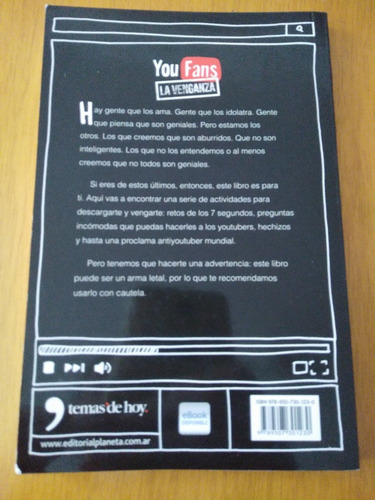 You Fans
LA VENGANZA
Hay gente que los ama. Gente que los idolatra. Gente
que piensa que son geniales. Pero estamos los
otros. Los que creemos que son aburridos. Que no son
inteligentes. Los que no los entendemos o al menos
creemos que no todos son geniales.
Si eres de estos últimos, entonces, este libro es para
ti. Aquí vas a encontrar una serie de actividades para
descargarte y vengarte: retos de los 7 segundos, preguntas
incómodas que puedas hacerles a los youtubers, hechizos
y hasta una proclama antiyoutuber mundial.
Pero tenemos que hacerte una advertencia: este libro
puede ser un arma letal, por lo que te recomendamos
usarlo con cautela.
temas de hoy.
www.editorialplaneta.com.ar
eBook
DISPONIBLE